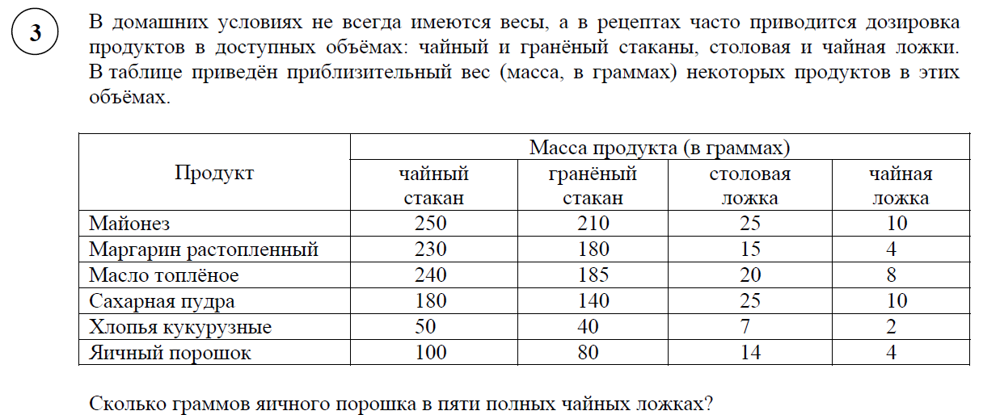 3
В домашних условиях не всегда имеются весы, а в рецептах часто приводится дозировка
продуктов в доступных объёмах: чайный и гранёный стаканы, столовая и чайная ложки.
В таблице приведён приблизительный вес (масса, в граммах) некоторых продуктов в этих
объёмах.
Продукт
Масса продукта (в граммах)
чайный стакан
гранёный стакан
столовая ложка
чайная ложка
Майонез 250 210 25 10
Маргарин растопленный 230 180 15 4
Масло топлёное 240 185 20 8
Сахарная пудра 180 140 25 10
Хлопья кукурузные 50 40 7 2
Яичный порошок 100 80 14 4
Сколько граммов яичного порошка в пяти полных чайных ложках?